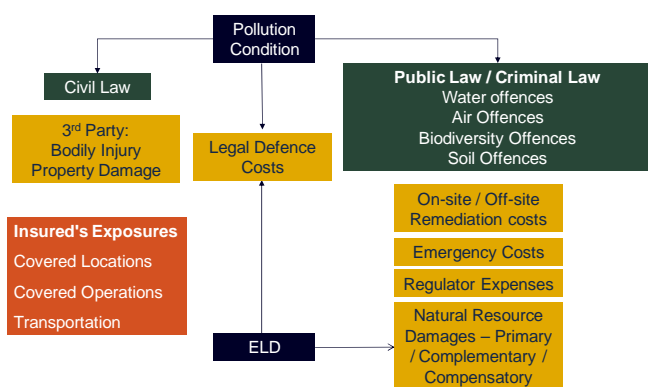 Pollution
Condition
Civil Law
3rd Party:
Bodily Injury
Property Damage
Legal Defence
Costs
Public Law / Criminal Law
Water offences
Air Offences
Biodiversity Offences
Soil Offences
On-site / Off-site
Remediation costs
Emergency Costs
Regulator Expenses
Natural Resource
Damages – Primary
/ Complementary /
Compensatory
Insured's Exposures
Covered Locations
Covered Operations
Transportation
ELD